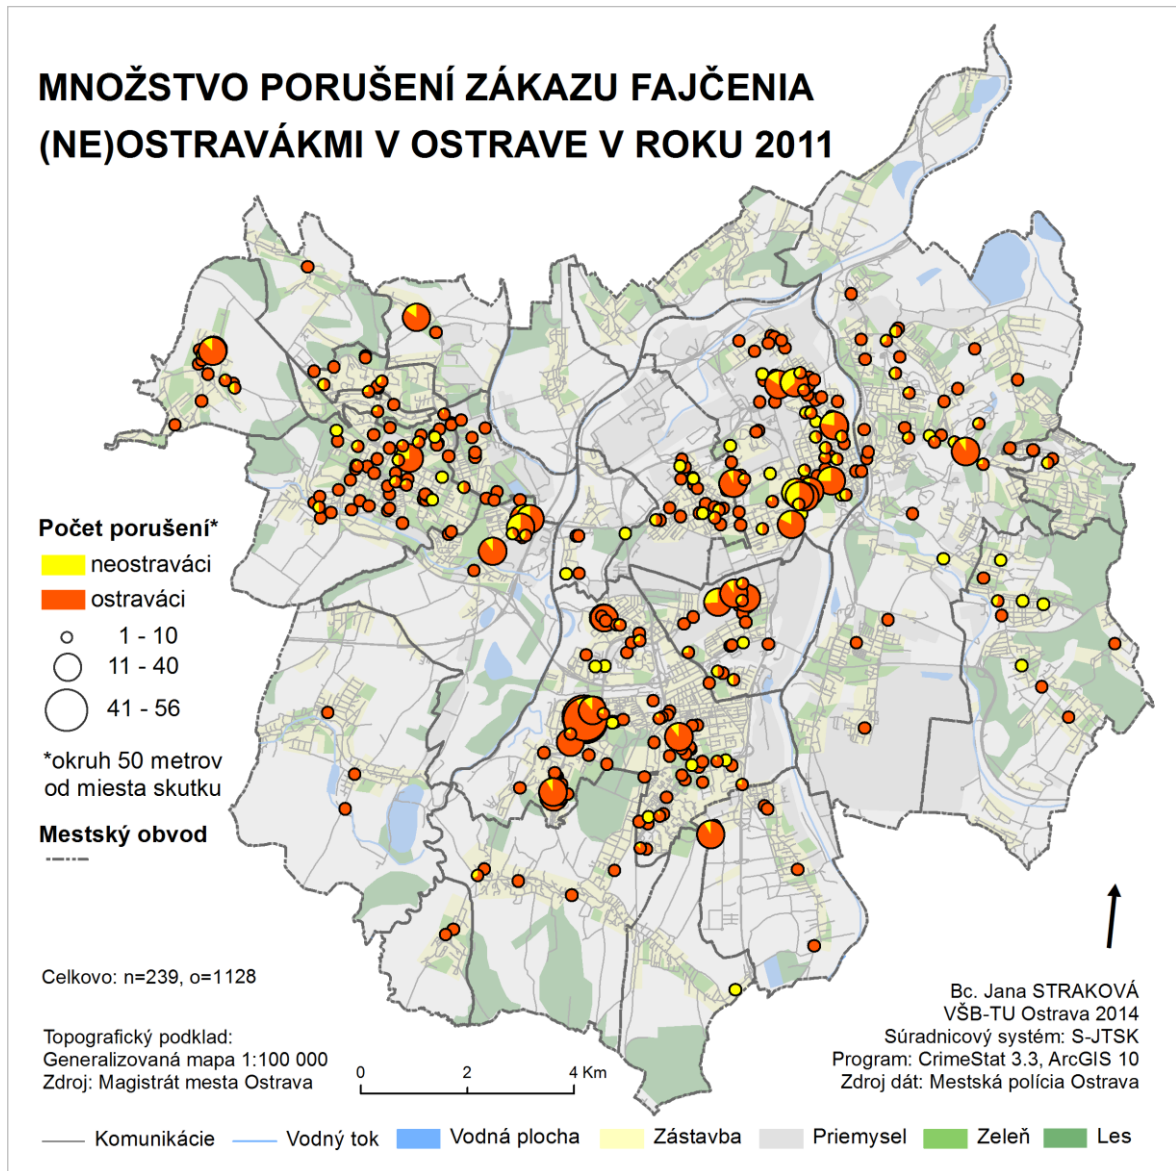 MNOŽSTVO PORUŠENÍ ZÁKAZU FAJČENIA
(NE)OSTRAVÁKMI V OSTRAVE V ROKU 2011
Počet porušení*
neostraváci
ostraváci
1 - 10
11 - 40
41 - 56
*okruh 50 metrov
od miesta skutku
Mestský obvod
Celkovo: n=239, o=1128
Topografický podklad:
Generalizovaná mapa 1:100 000
Zdroj: Magistrát mesta Ostrava
0 2 4 Km
Bc. Jana STRAKOVÁ
VŠB-TU Ostrava 2014
Súradnicový systém: S-JTSK
Program: CrimeStat 3.3, ArcGIS 10
Zdroj dát: Mestská polícia Ostrava
Komunikácie Vodný tok Vodná plocha Zástavba Priemysel Zeleň Les